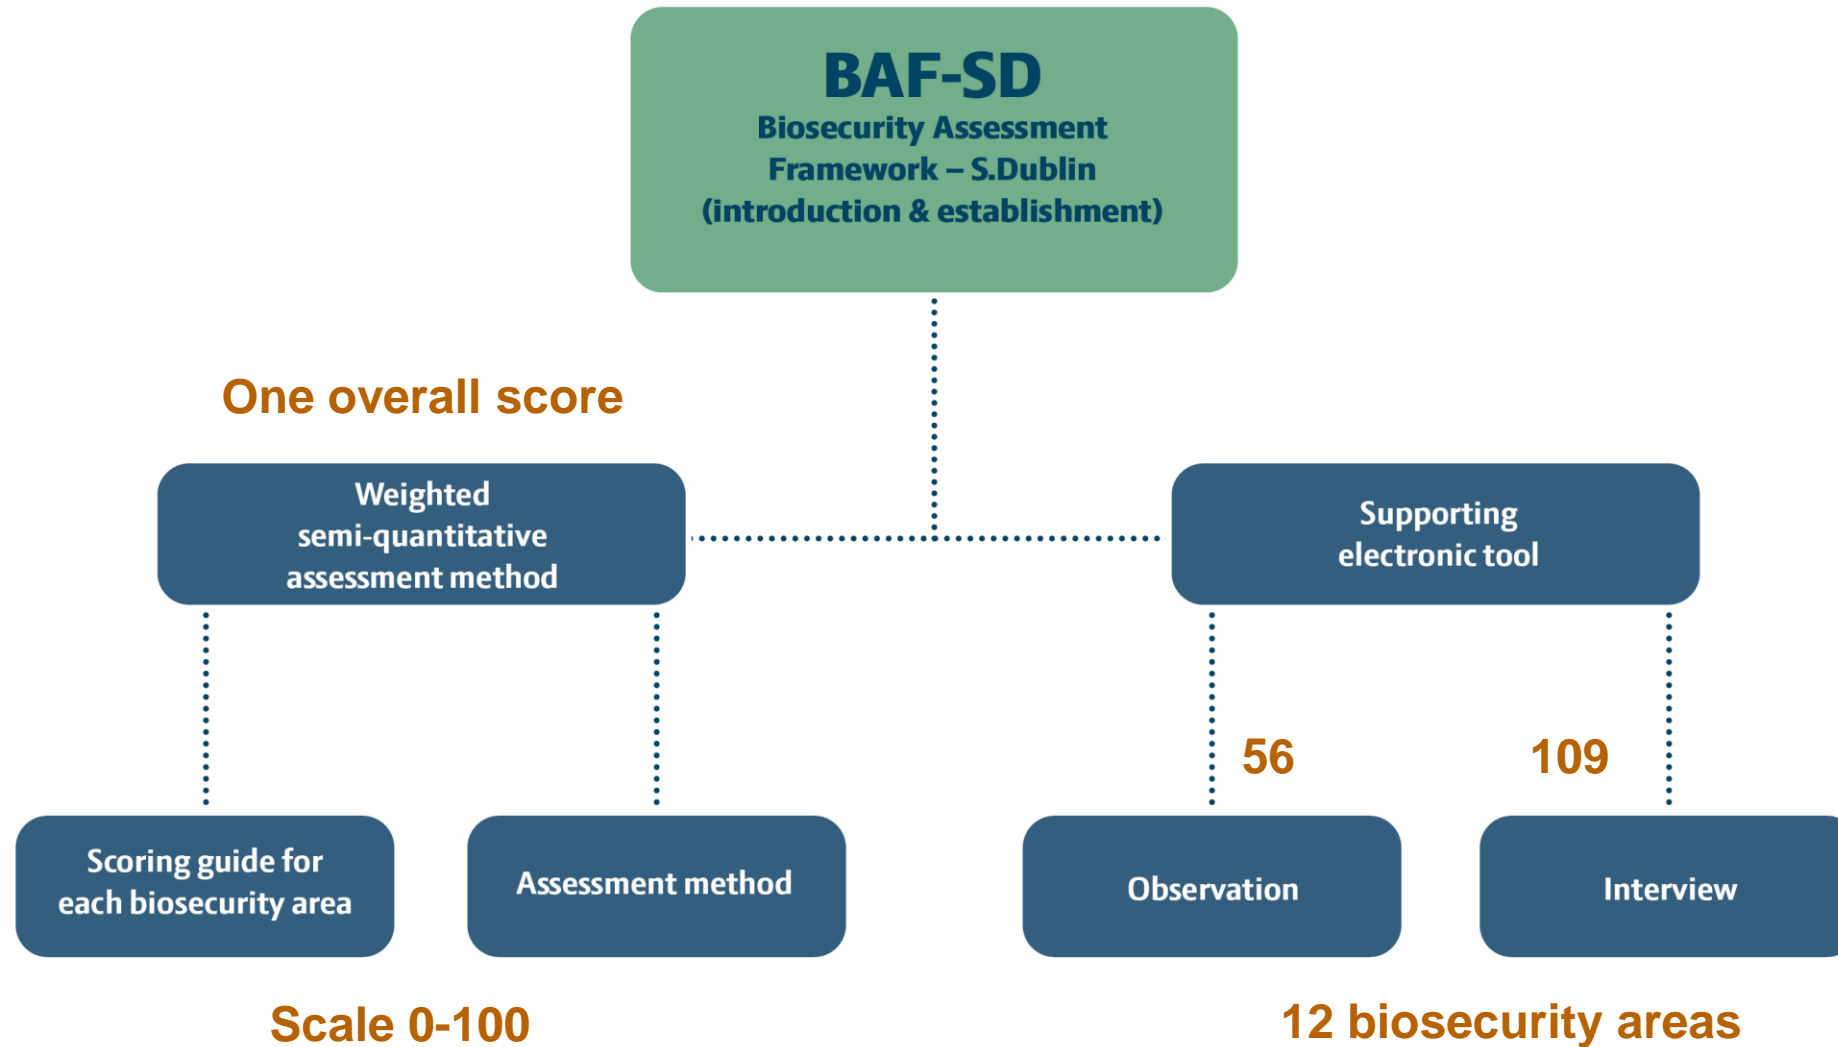 BAF-SD
Biosecurity Assessment
Framework – S.Dublin
(introduction & establishment)
One overall score
Weighted
semi-quantitative
assessment method
Supporting
electronic tool
56
109
Scoring guide for
each biosecurity area
Assessment method
Observation
Interview
Scale 0-100
12 biosecurity areas